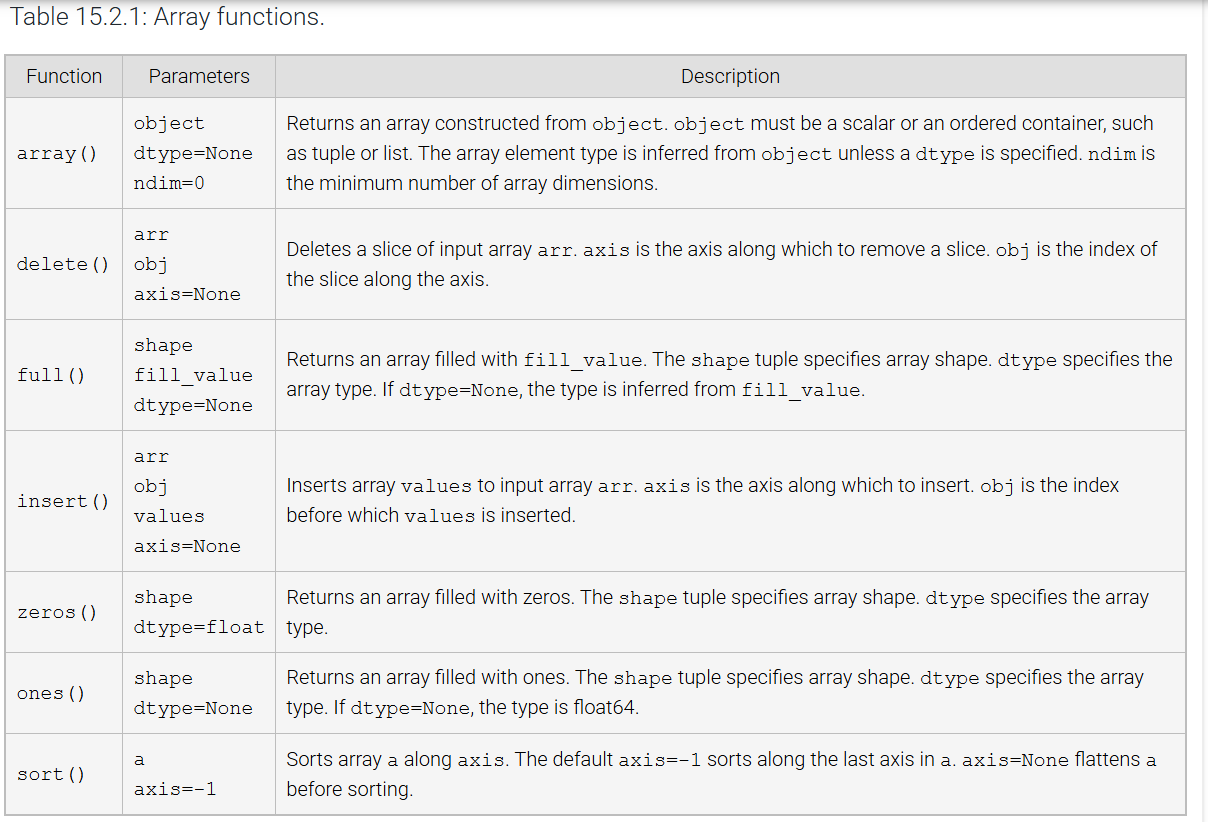 Table 15.2.1: Array functions.
Function Parameters Description
array()
object
dtype=None
ndim=0
Returns an array constructed from object. object must be a scalar or an ordered container, such
as tuple or list. The array element type is inferred from object unless a dtype is specified. ndim is
the minimum number of array dimensions.
delete()
arr
obj
axis=None
Deletes a slice of input array arr. axis is the axis along which to remove a slice. obj is the index of
the slice along the axis.
full()
shape
fill_value
dtype=None
Returns an array filled with fill_value. The shape tuple specifies array shape. dtype specifies the
array type. If dtype=None, the type is inferred from fill_value.
insert()
arr
obj
values
axis=None
Inserts array values to input array arr. axis is the axis along which to insert. obj is the index
before which values is inserted.
zeros()
shape
dtype=float
Returns an array filled with zeros. The shape tuple specifies array shape. dtype specifies the array
type.
ones()
shape
dtype=None
Returns an array filled with ones. The shape tuple specifies array shape. dtype specifies the array
type. If dtype=None, the type is float64.
sort()
a
axis=-1
Sorts array a along axis. The default axis=-1 sorts along the last axis in a. axis=None flattens a
before sorting.